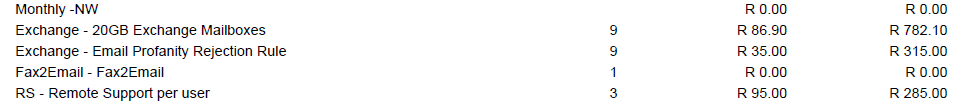 Monthly -NW R 0.00 R 0.00
Exchange - 20GB Exchange Mailboxes 9 R 86.90 R 782.10
Exchange - Email Profanity Rejection Rule 9 R 35.00 R 315.00
Fax2Email - Fax2Email 1 R 0.00 R 0.00
RS - Remote Support per user 3 R 95.00 R 285.00